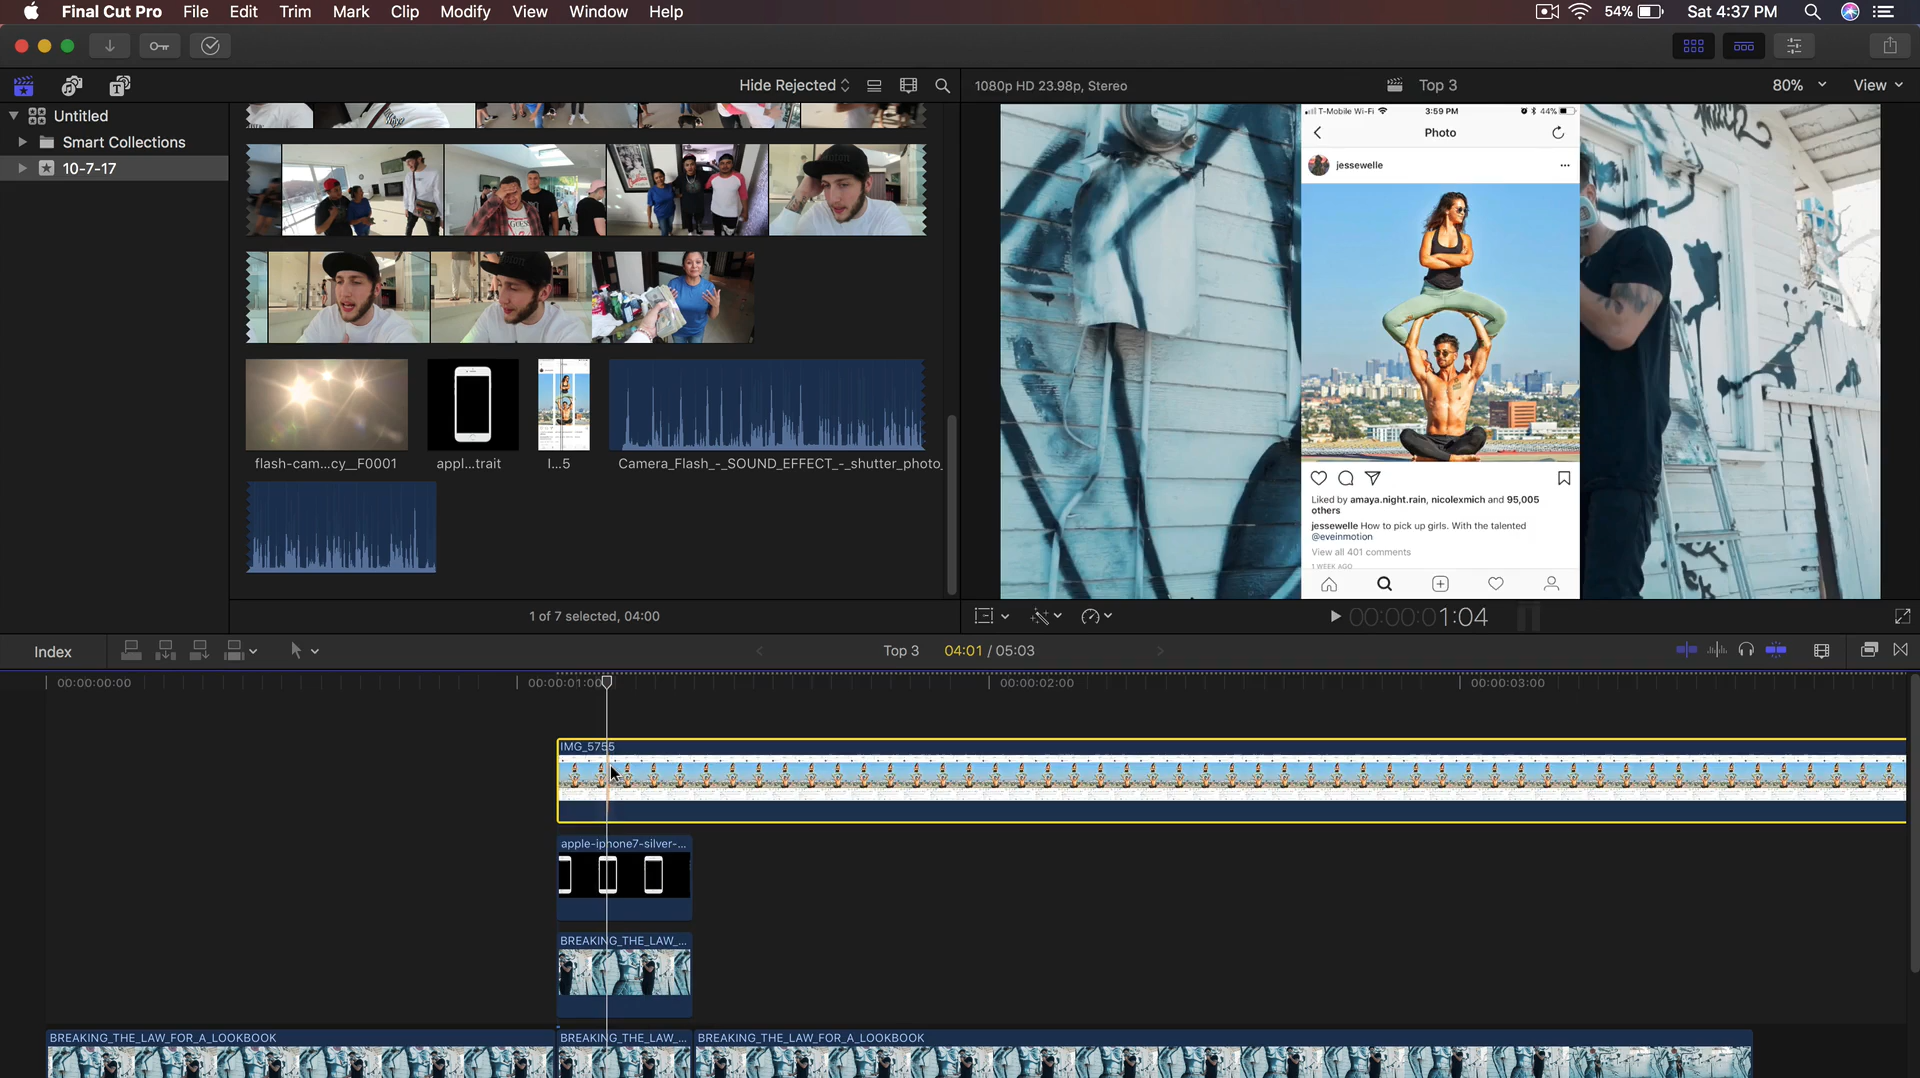 Final Cut Pro File Edit Trim Mark Clip Modify View Window Help 54% Sat 4:37 PM
Hide Rejected 1080p HD 23.98p, Stereo Top 3 80% View
Untitled
Smart Collections
10-7-17
T-Mobile Wi-Fi 3:59 PM 44%
Photo
jessewelle
Liked by amaya.night.rain, nicolexmich and 95,005
others
jessewelle How to pick up girls. With the talented
@eveinmotion
View all 401 comments
1 WEEK AGO
flash-cam...cy__F0001 appl...trait I...5 Camera_Flash_-_SOUND_EFFECT_-_shutter_photo_
1 of 7 selected, 04:00 00:00:01:04
Index Top 3 04:01 / 05:03
00:00:00:00 00:00:01:00 00:00:02:00 00:00:03:00
IMG_5755
apple-iphone7-silver-...
BREAKING_THE_LAW_...
BREAKING_THE_LAW_FOR_A_LOOKBOOK BREAKING_THE_LAW_... BREAKING_THE_LAW_FOR_A_LOOKBOOK